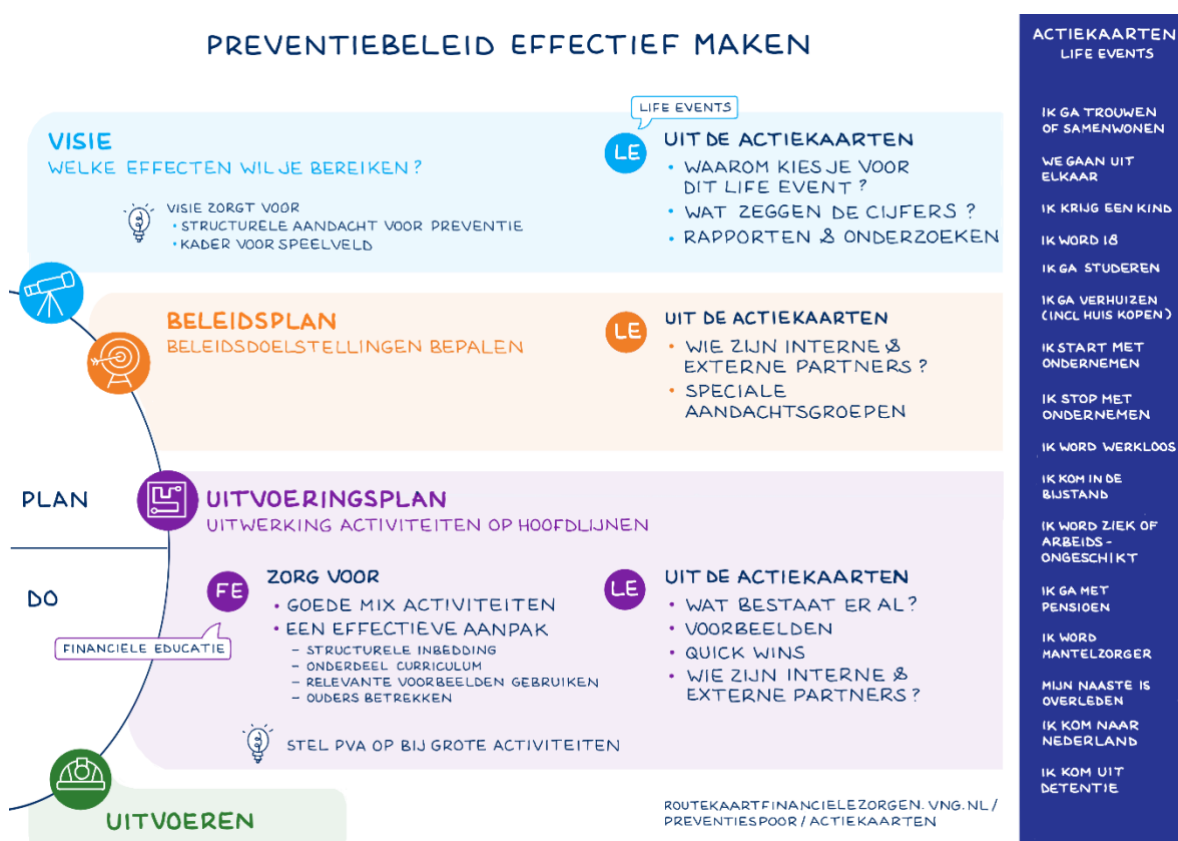 PREVENTIEBELEID EFFECTIEF MAKEN
VISIE
WELKE EFFECTEN WIL JE BEREIKEN?
VISIE ZORGT VOOR
• STRUCTURELE AANDACHT VOOR PREVENTIE
• KADER VOOR SPEELVELD
LIFE EVENTS
LE
UIT DE ACTIEKAARTEN
• WAAROM KIES JE VOOR
DIT LIFE EVENT?
• WAT ZEGGEN DE CIJFERS?
• RAPPORTEN & ONDERZOEKEN
BELEIDSPLAN
BELEIDSDOELSTELLINGEN BEPALEN
LE
UIT DE ACTIEKAARTEN
• WIE ZIJN INTERNE &
EXTERNE PARTNERS?
• SPECIALE
AANDACHTSGROEPEN
PLAN
DO
UITVOERINGSPLAN
UITWERKING ACTIVITEITEN OP HOOFDLIJNEN
FE
FINANCIËLE EDUCATIE
ZORG VOOR
• GOEDE MIX ACTIVITEITEN
• EEN EFFECTIEVE AANPAK
– STRUCTURELE INBEDDING
– ONDERDEEL CURRICULUM
– RELEVANTE VOORBEELDEN GEBRUIKEN
– OUDERS BETREKKEN
STEL PVA OP BIJ GROTE ACTIVITEITEN
LE
UIT DE ACTIEKAARTEN
• WAT BESTAAT ER AL?
• VOORBEELDEN
• QUICK WINS
• WIE ZIJN INTERNE &
EXTERNE PARTNERS?
UITVOEREN
ROUTEKAARTFINANCIELEZORGEN.VNG.NL/
PREVENTIESPOOR/ACTIEKAARTEN
ACTIEKAARTEN
LIFE EVENTS
IK GA TROUWEN
OF SAMENWONEN
WE GAAN UIT
ELKAAR
IK KRIJG EEN KIND
IK WORD 18
IK GA STUDEREN
IK GA VERHUIZEN
(INCL HUIS KOPEN)
IK START MET
ONDERNEMEN
IK STOP MET
ONDERNEMEN
IK WORD WERKLOOS
IK KOM IN DE
BIJSTAND
IK WORD ZIEK OF
ARBEIDS-
ONGESCHIKT
IK GA MET
PENSIOEN
IK WORD
MANTELZORGER
MIJN NAASTE IS
OVERLEDEN
IK KOM NAAR
NEDERLAND
IK KOM UIT
DETENTIE